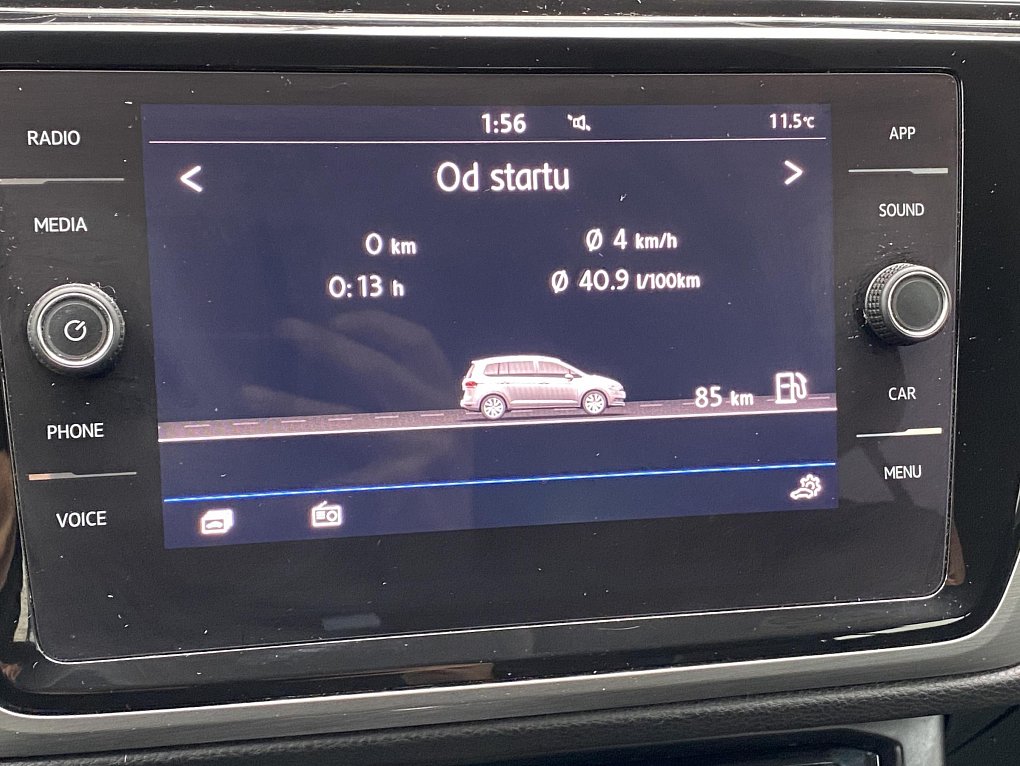 RADIO
MEDIA
PHONE
VOICE
1:56
11.5°C
< Od startu >
0 km
Ø 4 km/h
0:13 h
Ø 40.9 l/100km
85 km
APP
SOUND
CAR
MENU